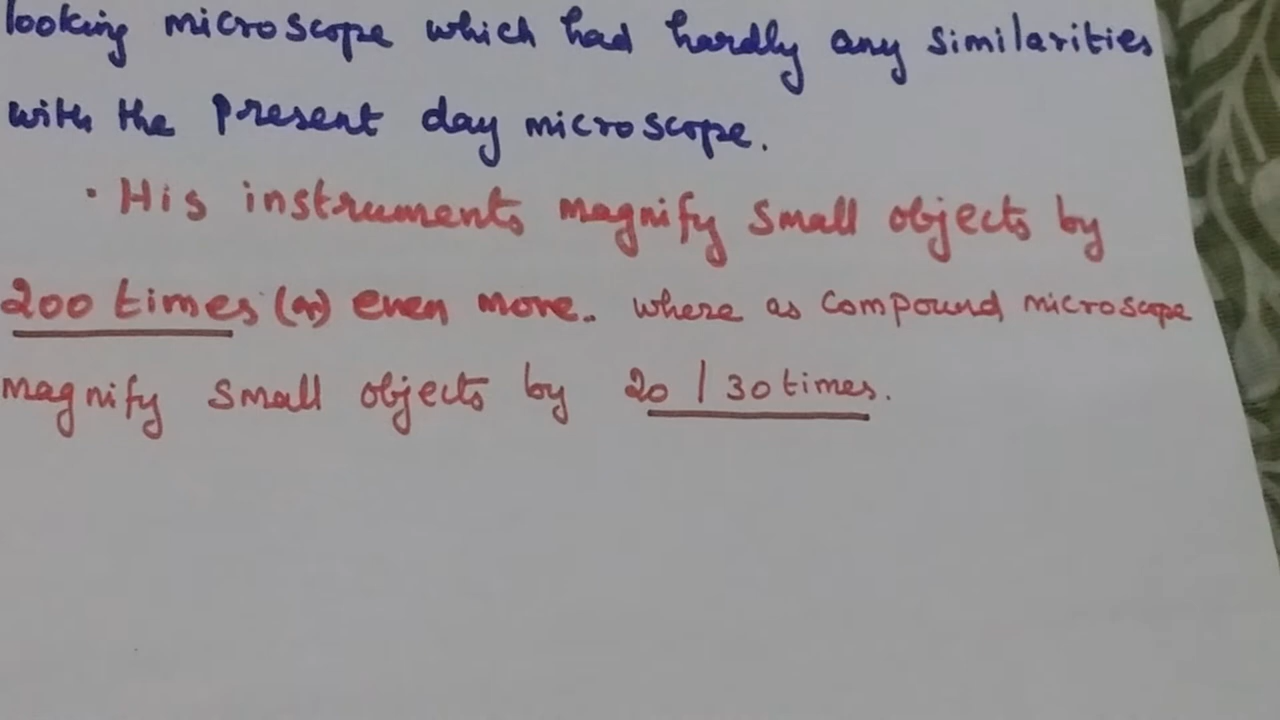 looking microscope which had hardly any similarities
with the present day microscope.
· His instruments magnify small objects by
200 times (or) even more. where as compound microscope
magnify small objects by 20 / 30 times.